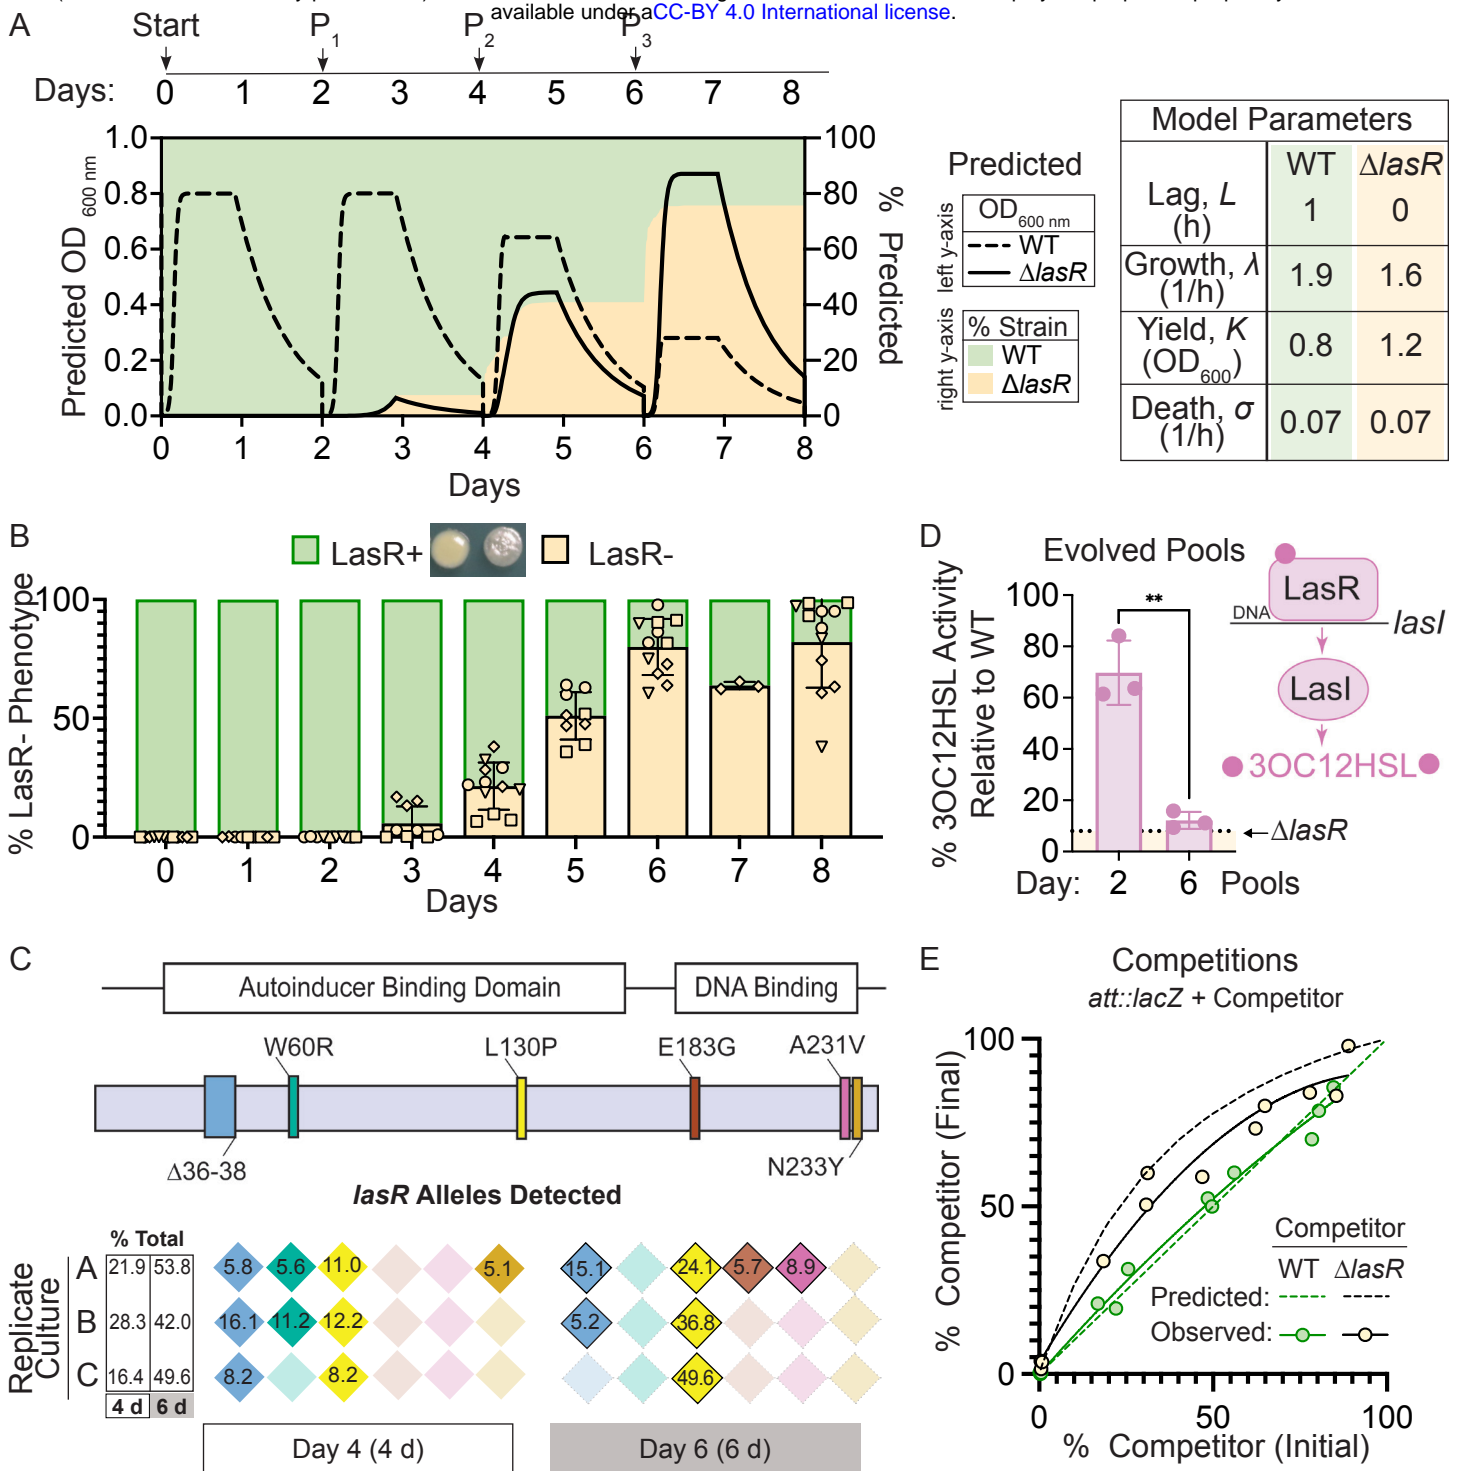 available under aCC-BY 4.0 International license.
A
Start P1 P2 P3
Days: 0 1 2 3 4 5 6 7 8
Predicted OD 600 nm
1.0
0.8
0.6
0.4
0.2
0.0
100
80
60
40
20
0
% Predicted
0 1 2 3 4 5 6 7 8
Days
Predicted
left y-axis
OD600 nm
WT
ΔlasR
right y-axis
% Strain
WT
ΔlasR
Model Parameters
WT ΔlasR
Lag, L (h) 1 0
Growth, λ (1/h) 1.9 1.6
Yield, K (OD600) 0.8 1.2
Death, σ (1/h) 0.07 0.07
B
LasR+ LasR-
% LasR- Phenotype
100
50
0
0 1 2 3 4 5 6 7 8
Days
D
Evolved Pools
% 3OC12HSL Activity
Relative to WT
100
80
60
40
20
0
**
ΔlasR
Day: 2 6 Pools
LasR
DNA
lasI
LasI
3OC12HSL
C
Autoinducer Binding Domain
DNA Binding
W60R L130P E183G A231V
Δ36-38
N233Y
lasR Alleles Detected
% Total
Replicate
Culture
A 21.9 53.8 5.8 5.6 11.0 5.1 15.1 24.1 5.7 8.9
B 28.3 42.0 16.1 11.2 12.2 5.2 36.8
C 16.4 49.6 8.2 8.2 49.6
4 d 6 d
Day 4 (4 d) Day 6 (6 d)
E
Competitions
att::lacZ + Competitor
% Competitor (Final)
100
50
0
0 50 100
% Competitor (Initial)
Competitor
WT ΔlasR
Predicted:
Observed: